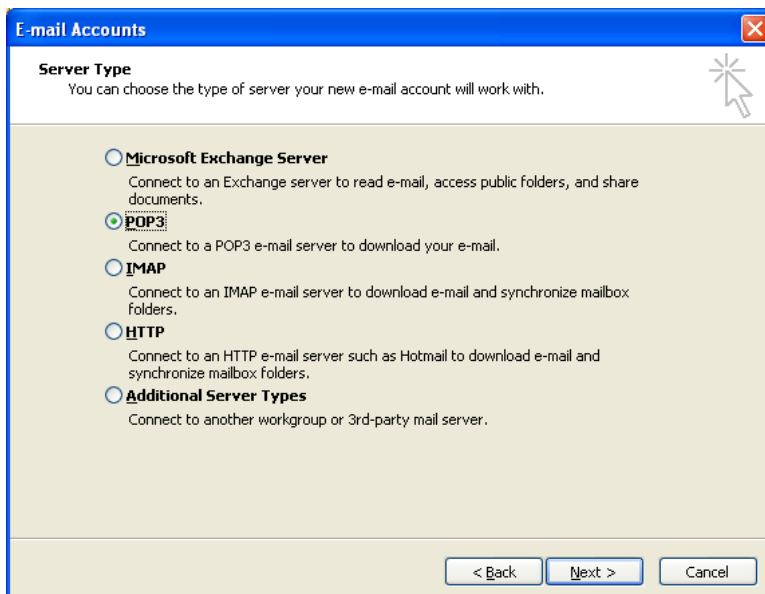 E-mail Accounts
Server Type
You can choose the type of server your new e-mail account will work with.
Microsoft Exchange Server
Connect to an Exchange server to read e-mail, access public folders, and share
documents.
POP3
Connect to a POP3 e-mail server to download your e-mail.
IMAP
Connect to an IMAP e-mail server to download e-mail and synchronize mailbox
folders.
HTTP
Connect to an HTTP e-mail server such as Hotmail to download e-mail and
synchronize mailbox folders.
Additional Server Types
Connect to another workgroup or 3rd-party mail server.
< Back Next > Cancel